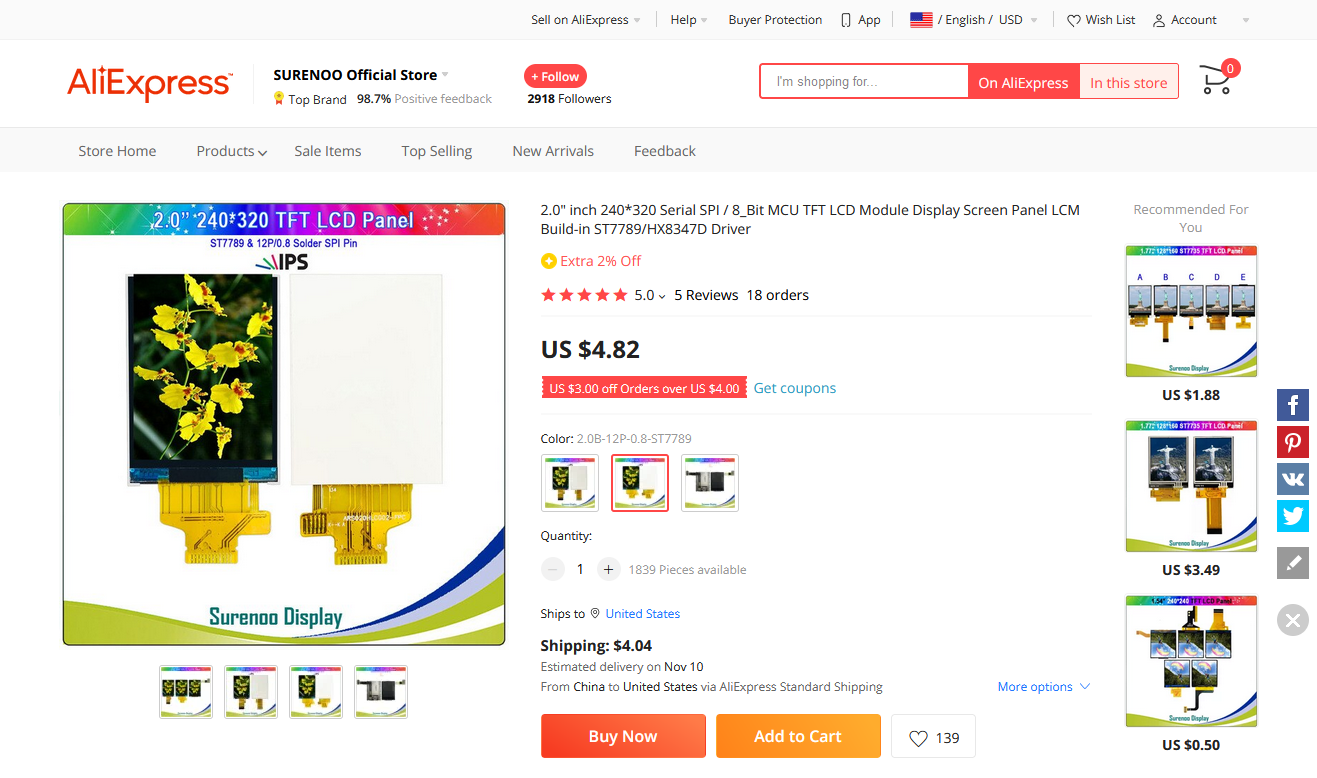 Sell on AliExpress
Help
Buyer Protection
App
/ English / USD
Wish List
Account
AliExpress
SURENOO Official Store
Top Brand 98.7% Positive feedback
+ Follow
2918 Followers
I'm shopping for...
On AliExpress
In this store
0
Store Home
Products
Sale Items
Top Selling
New Arrivals
Feedback
2.0” 240*320 TFT LCD Panel
ST7789 & 12P/0.8 Solder SPI Pin
IPS
Surenoo Display
2.0" inch 240*320 Serial SPI / 8_Bit MCU TFT LCD Module Display Screen Panel LCM
Build-in ST7789/HX8347D Driver
Extra 2% Off
5.0 5 Reviews 18 orders
US $4.82
US $3.00 off Orders over US $4.00 Get coupons
Color: 2.0B-12P-0.8-ST7789
Quantity:
1 + 1839 Pieces available
Ships to United States
Shipping: $4.04
Estimated delivery on Nov 10
From China to United States via AliExpress Standard Shipping
More options
Buy Now
Add to Cart
139
Recommended For
You
1.77" 128*160 ST7735 TFT LCD Panel
A B C D E
Surenoo Display
US $1.88
1.77" 128*160 ST7735 TFT LCD Panel
Surenoo Display
US $3.49
1.54" 240*240 TFT LCD Panel
Surenoo Display
US $0.50